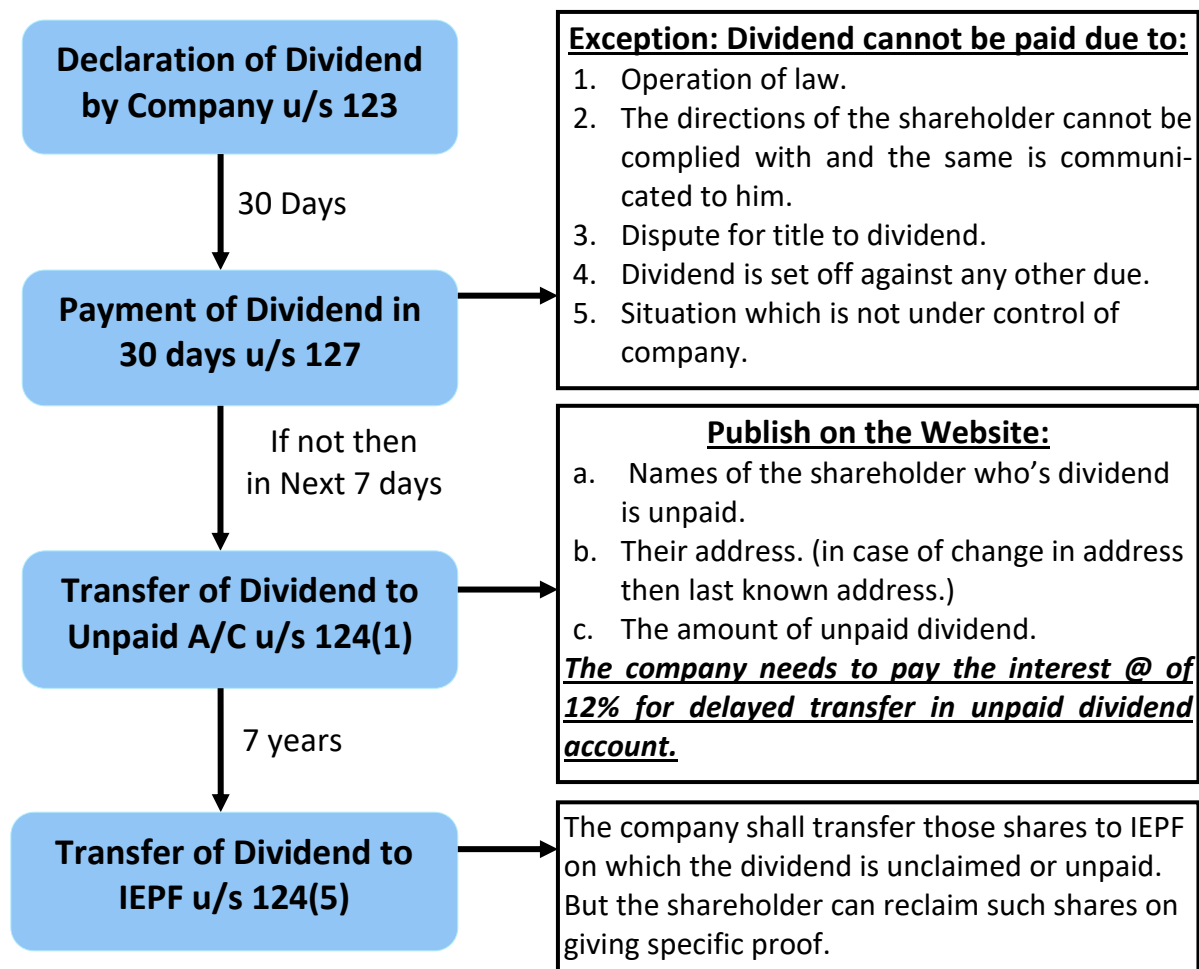 Declaration of Dividend
by Company u/s 123
30 Days
Payment of Dividend in
30 days u/s 127
Exception: Dividend cannot be paid due to:
1. Operation of law.
2. The directions of the shareholder cannot be
complied with and the same is communi-
cated to him.
3. Dispute for title to dividend.
4. Dividend is set off against any other due.
5. Situation which is not under control of
company.
If not then
in Next 7 days
Transfer of Dividend to
Unpaid A/C u/s 124(1)
Publish on the Website:
a. Names of the shareholder who's dividend
is unpaid.
b. Their address. (in case of change in address
then last known address.)
c. The amount of unpaid dividend.
The company needs to pay the interest @ of
12% for delayed transfer in unpaid dividend
account.
7 years
Transfer of Dividend to
IEPF u/s 124(5)
The company shall transfer those shares to IEPF
on which the dividend is unclaimed or unpaid.
But the shareholder can reclaim such shares on
giving specific proof.